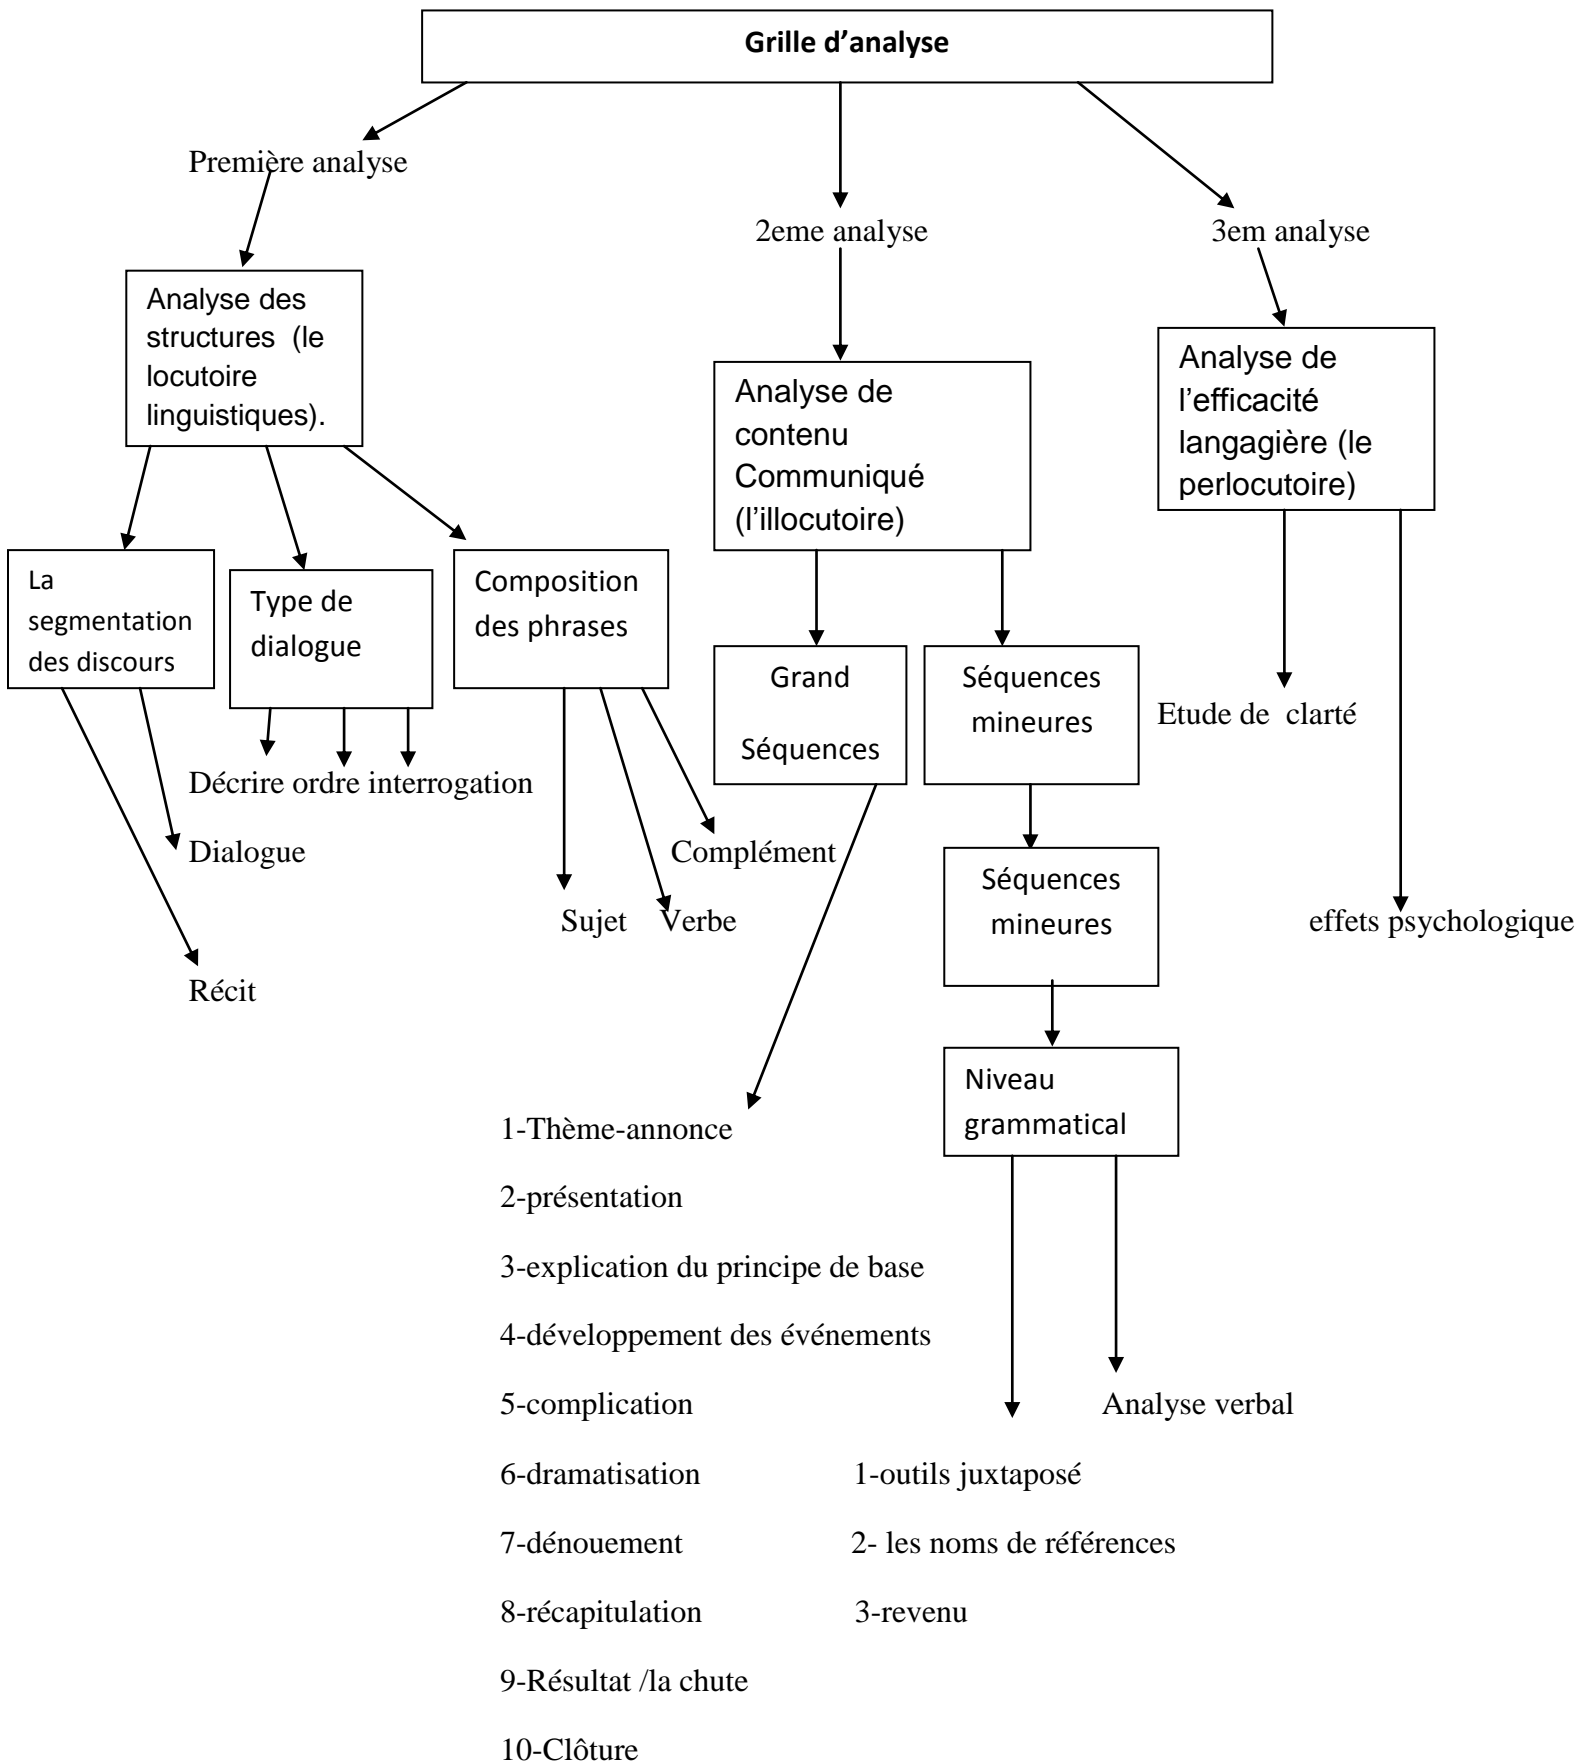 Grille d’analyse
Première analyse
2eme analyse
3em analyse
Analyse des
structures (le
locutoire
linguistiques).
Analyse de
contenu
Communiqué
(l’illocutoire)
Analyse de
l’efficacité
langagière (le
perlocutoire)
La
segmentation
des discours
Type de
dialogue
Composition
des phrases
Grand
Séquences
Séquences
mineures
Etude de clarté
Décrire ordre interrogation
Dialogue
Complément
Séquences
mineures
Sujet
Verbe
effets psychologique
Récit
Niveau
grammatical
1-Thème-annonce
2-présentation
3-explication du principe de base
4-développement des événements
5-complication
Analyse verbal
6-dramatisation
1-outils juxtaposé
7-dénouement
2- les noms de références
8-récapitulation
3-revenu
9-Résultat /la chute
10-Clôture